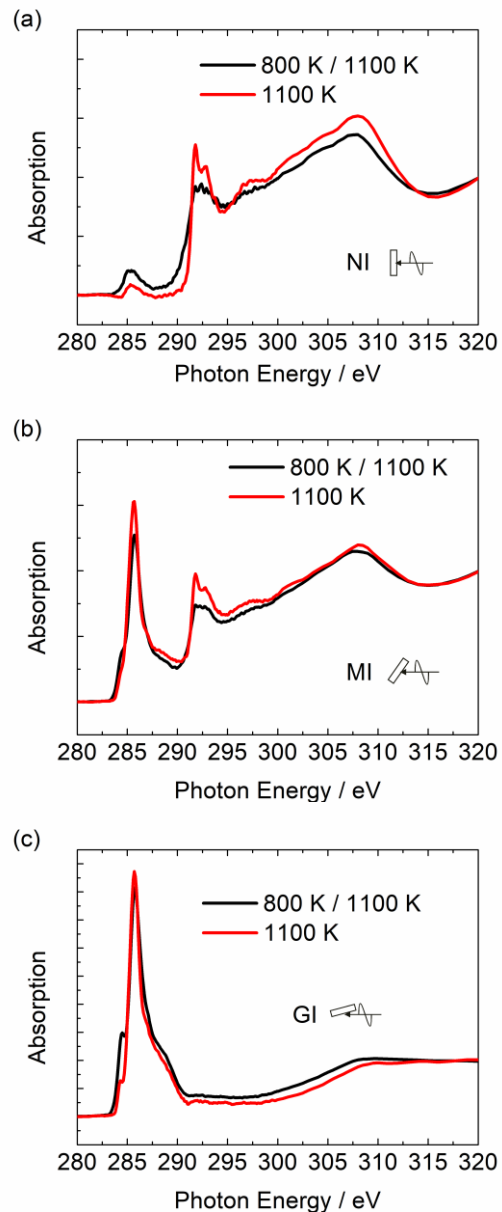 (a)
800 K / 1100 K
1100 K
Absorption
NI
280 285 290 295 300 305 310 315 320
Photon Energy / eV
(b)
800 K / 1100 K
1100 K
Absorption
MI
280 285 290 295 300 305 310 315 320
Photon Energy / eV
(c)
800 K / 1100 K
1100 K
Absorption
GI
280 285 290 295 300 305 310 315 320
Photon Energy / eV